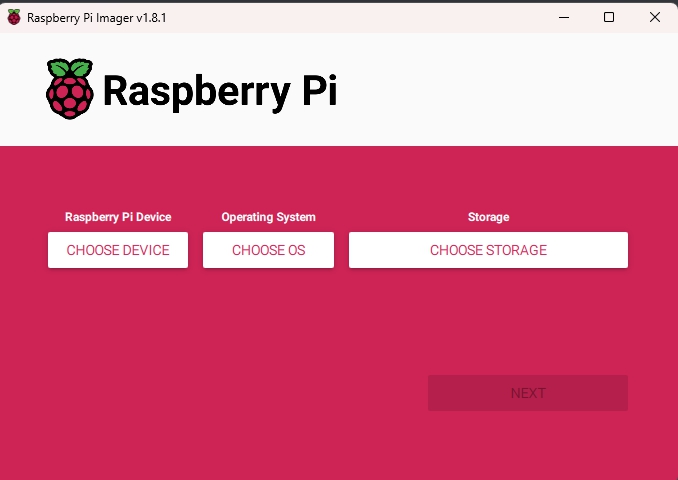 Raspberry Pi Imager v1.8.1
Raspberry Pi
Raspberry Pi Device
Operating System
Storage
CHOOSE DEVICE
CHOOSE OS
CHOOSE STORAGE
NEXT